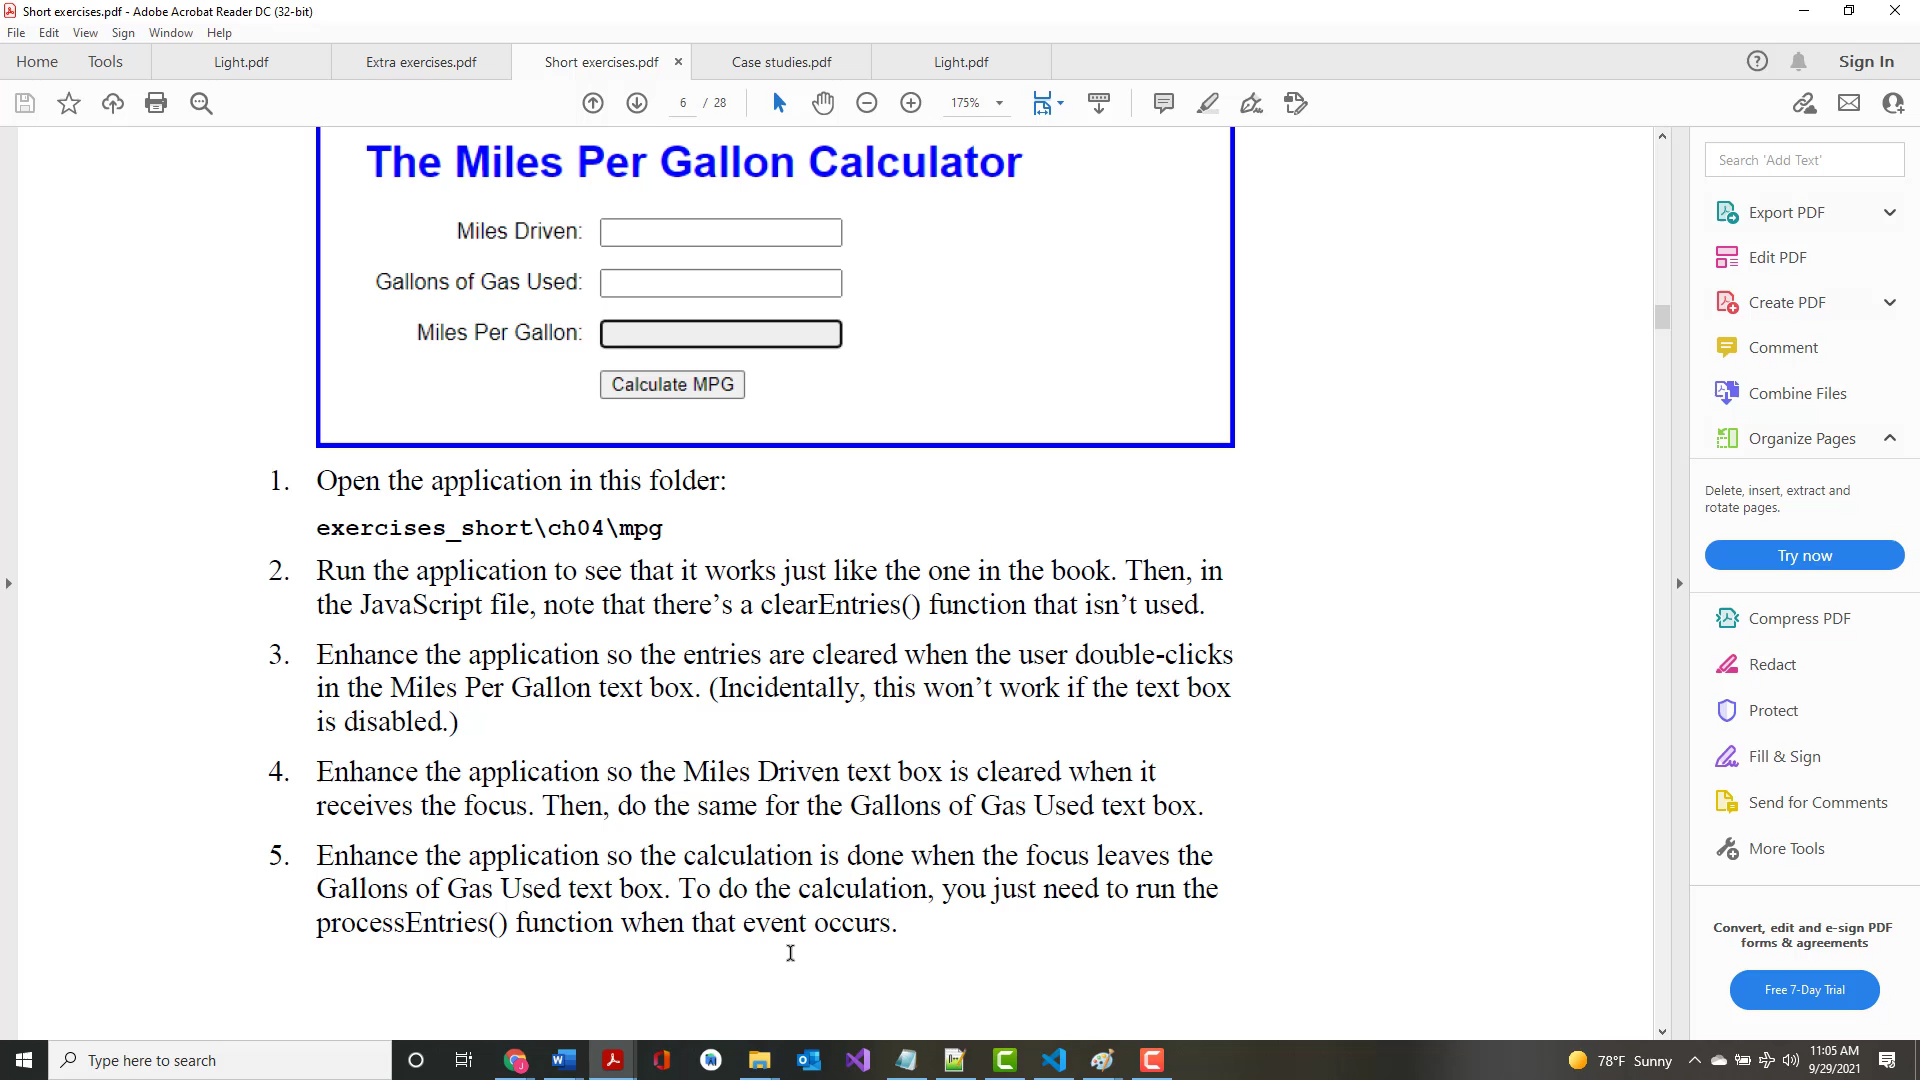 Short exercises.pdf - Adobe Acrobat Reader DC (32-bit)
File Edit View Sign Window Help
Home Tools Light.pdf Extra exercises.pdf Short exercises.pdf × Case studies.pdf Light.pdf Sign In
6 / 28 175%
The Miles Per Gallon Calculator
Miles Driven:
Gallons of Gas Used:
Miles Per Gallon:
Calculate MPG
1. Open the application in this folder:
exercises_short\ch04\mpg
2. Run the application to see that it works just like the one in the book. Then, in
the JavaScript file, note that there’s a clearEntries() function that isn’t used.
3. Enhance the application so the entries are cleared when the user double-clicks
in the Miles Per Gallon text box. (Incidentally, this won’t work if the text box
is disabled.)
4. Enhance the application so the Miles Driven text box is cleared when it
receives the focus. Then, do the same for the Gallons of Gas Used text box.
5. Enhance the application so the calculation is done when the focus leaves the
Gallons of Gas Used text box. To do the calculation, you just need to run the
processEntries() function when that event occurs.
Search 'Add Text'
Export PDF
Edit PDF
Create PDF
Comment
Combine Files
Organize Pages
Delete, insert, extract and
rotate pages.
Try now
Compress PDF
Redact
Protect
Fill & Sign
Send for Comments
More Tools
Convert, edit and e-sign PDF
forms & agreements
Free 7-Day Trial
Type here to search
78°F Sunny
11:05 AM
9/29/2021